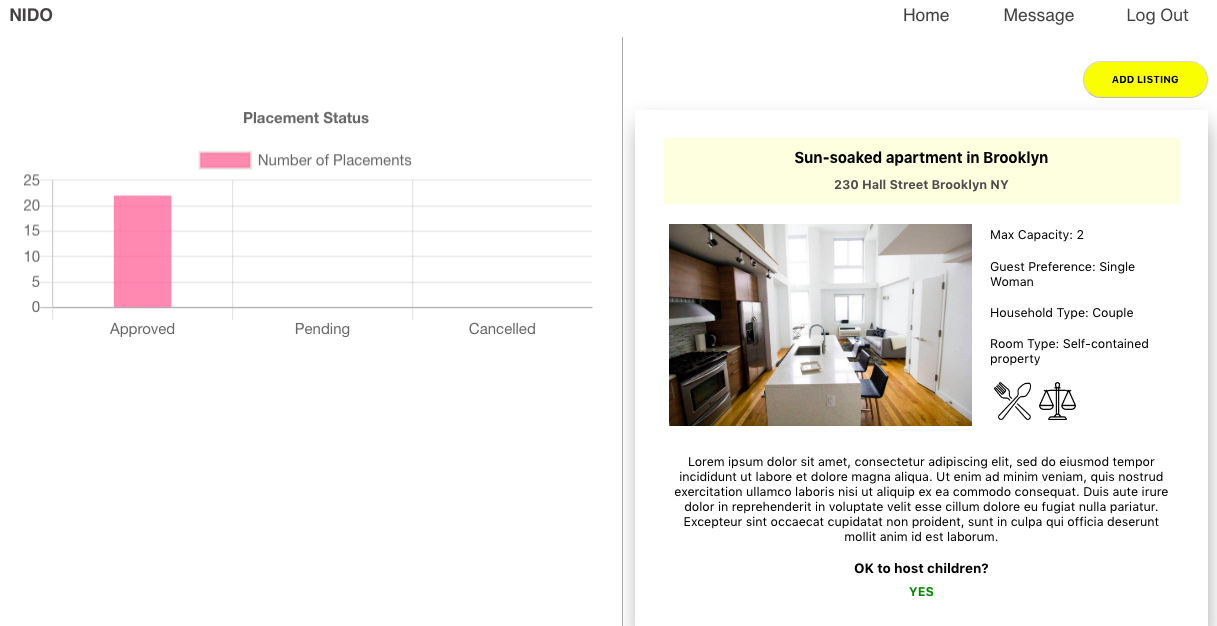 NIDO
Home Message Log Out
Placement Status
Number of Placements
25
20
15
10
5
0
Approved Pending Cancelled
ADD LISTING
Sun-soaked apartment in Brooklyn
230 Hall Street Brooklyn NY
Max Capacity: 2
Guest Preference: Single
Woman
Household Type: Couple
Room Type: Self-contained
property
Lorem ipsum dolor sit amet, consectetur adipiscing elit, sed do eiusmod tempor
incididunt ut labore et dolore magna aliqua. Ut enim ad minim veniam, quis nostrud
exercitation ullamco laboris nisi ut aliquip ex ea commodo consequat. Duis aute irure
dolor in reprehenderit in voluptate velit esse cillum dolore eu fugiat nulla pariatur.
Excepteur sint occaecat cupidatat non proident, sunt in culpa qui officia deserunt
mollit anim id est laborum.
OK to host children?
YES